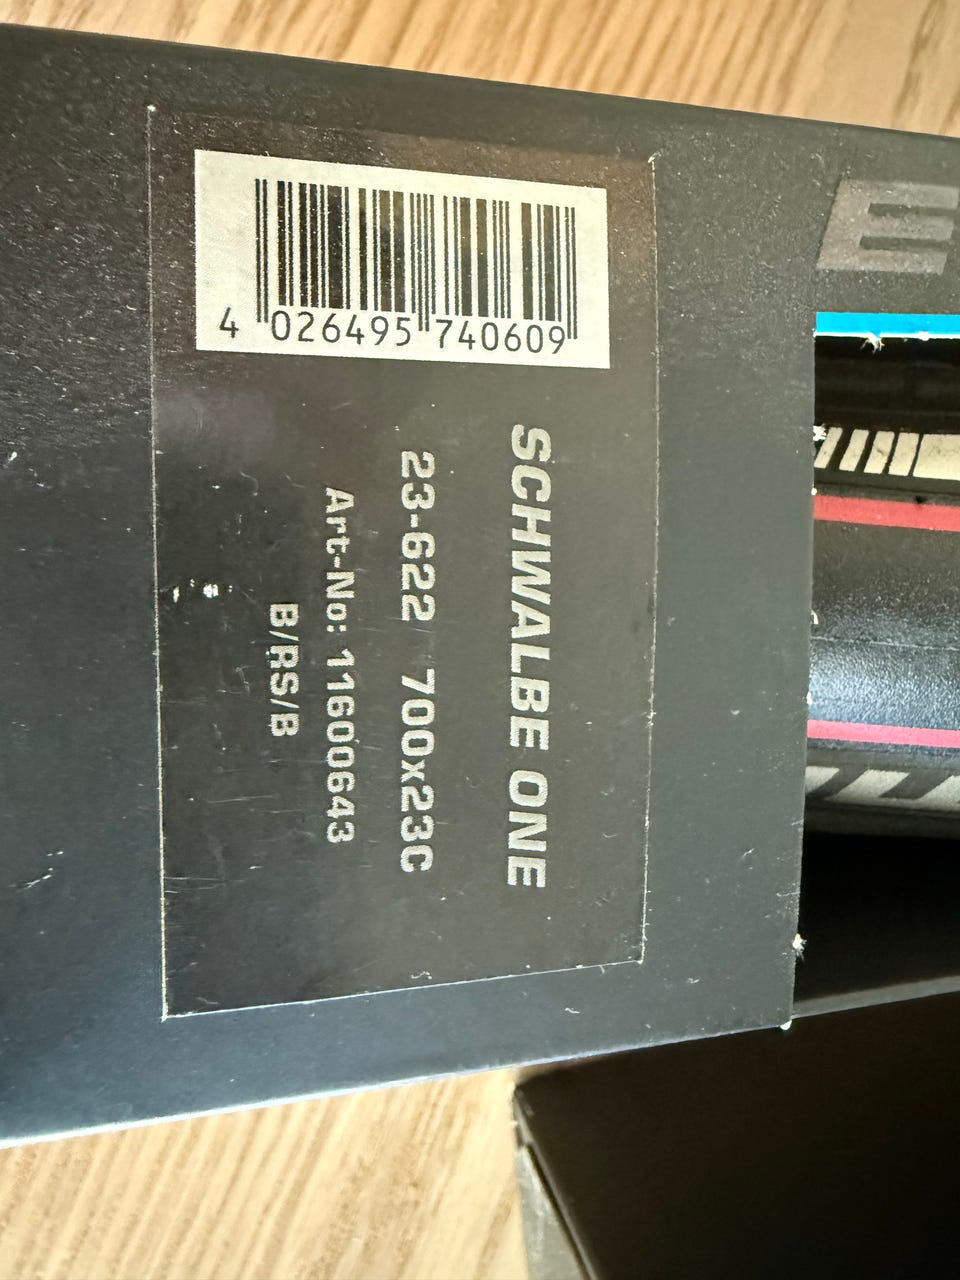 4 026495 740609
SCHWALBE ONE
23-622 700x23C
Art-No: 11600643
B/RS/B